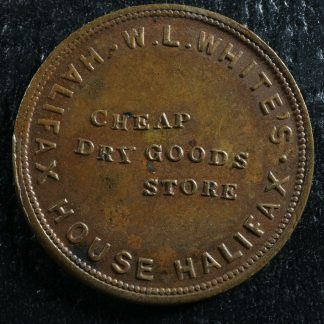 · W. L. WHITE'S ·
HALIFAX HOUSE HALIFAX
CHEAP
DRY GOODS
STORE